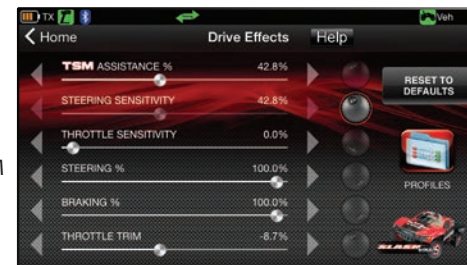 TX Veh
Home Drive Effects Help
TSM ASSISTANCE % 42.8%
STEERING SENSITIVITY 42.8%
THROTTLE SENSITIVITY 0.0%
STEERING % 100.0%
BRAKING % 100.0%
THROTTLE TRIM -8.7%
RESET TO
DEFAULTS
PROFILES
SLASH